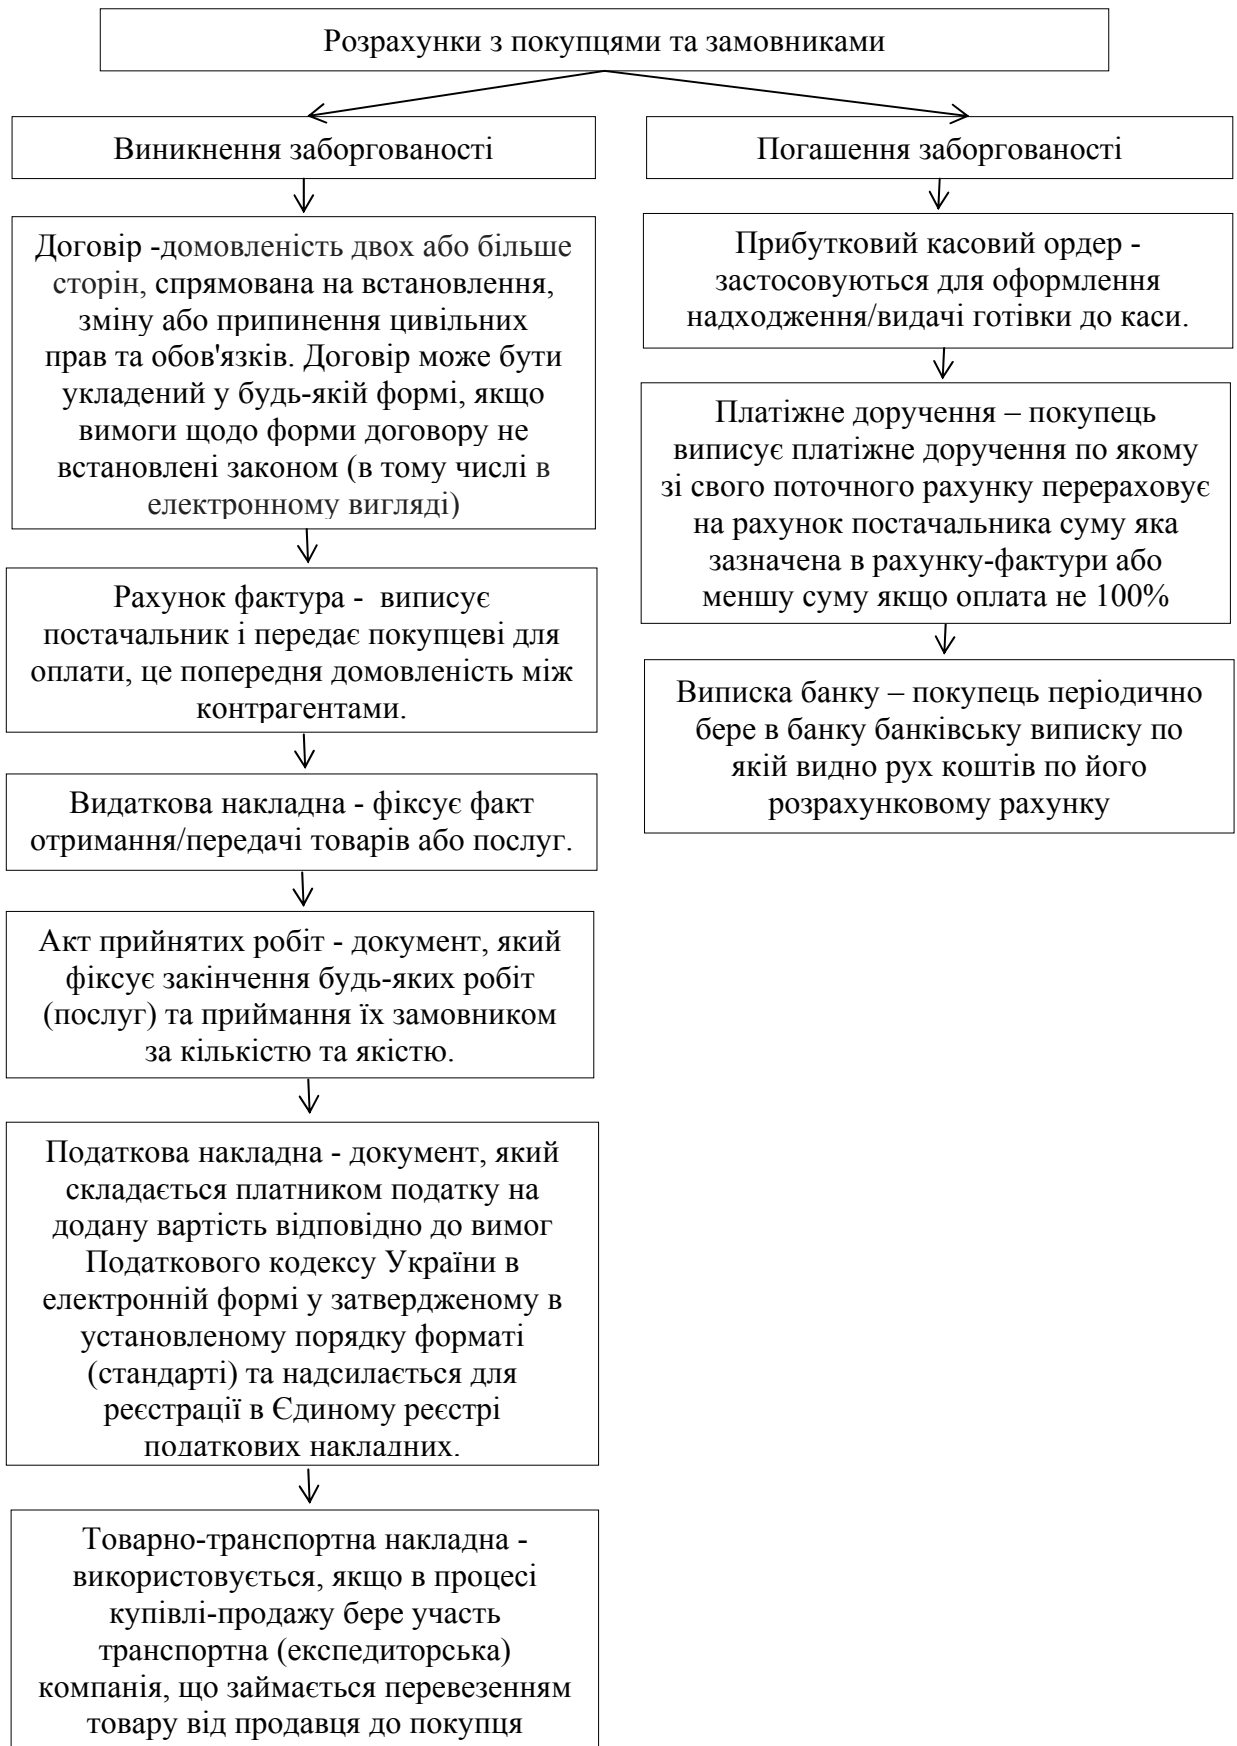 Розрахунки з покупцями та замовниками
Виникнення заборгованості
Договір -домовленість двох або більше
сторін, спрямована на встановлення,
зміну або припинення цивільних
прав та обов'язків. Договір може бути
укладений у будь-якій формі, якщо
вимоги щодо форми договору не
встановлені законом (в тому числі в
електронному вигляді)
Рахунок фактура - виписує
постачальник і передає покупцеві для
оплати, це попередня домовленість між
контрагентами.
Видаткова накладна - фіксує факт
отримання/передачі товарів або послуг.
Акт прийнятих робіт - документ, який
фіксує закінчення будь-яких робіт
(послуг) та приймання їх замовником
за кількістю та якістю.
Податкова накладна - документ, який
складається платником податку на
додану вартість відповідно до вимог
Податкового кодексу України в
електронній формі у затвердженому в
установленому порядку форматі
(стандарті) та надсилається для
реєстрації в Єдиному реєстрі
податкових накладних.
Товарно-транспортна накладна -
використовується, якщо в процесі
купівлі-продажу бере участь
транспортна (експедиторська)
компанія, що займається перевезенням
товару від продавця до покупця
Погашення заборгованості
Прибутковий касовий ордер -
застосовуються для оформлення
надходження/видачі готівки до каси.
Платіжне доручення – покупець
виписує платіжне доручення по якому
зі свого поточного рахунку перераховує
на рахунок постачальника суму яка
зазначена в рахунку-фактури або
меншу суму якщо оплата не 100%
Виписка банку – покупець періодично
бере в банку банківську виписку по
якій видно рух коштів по його
розрахунковому рахунку